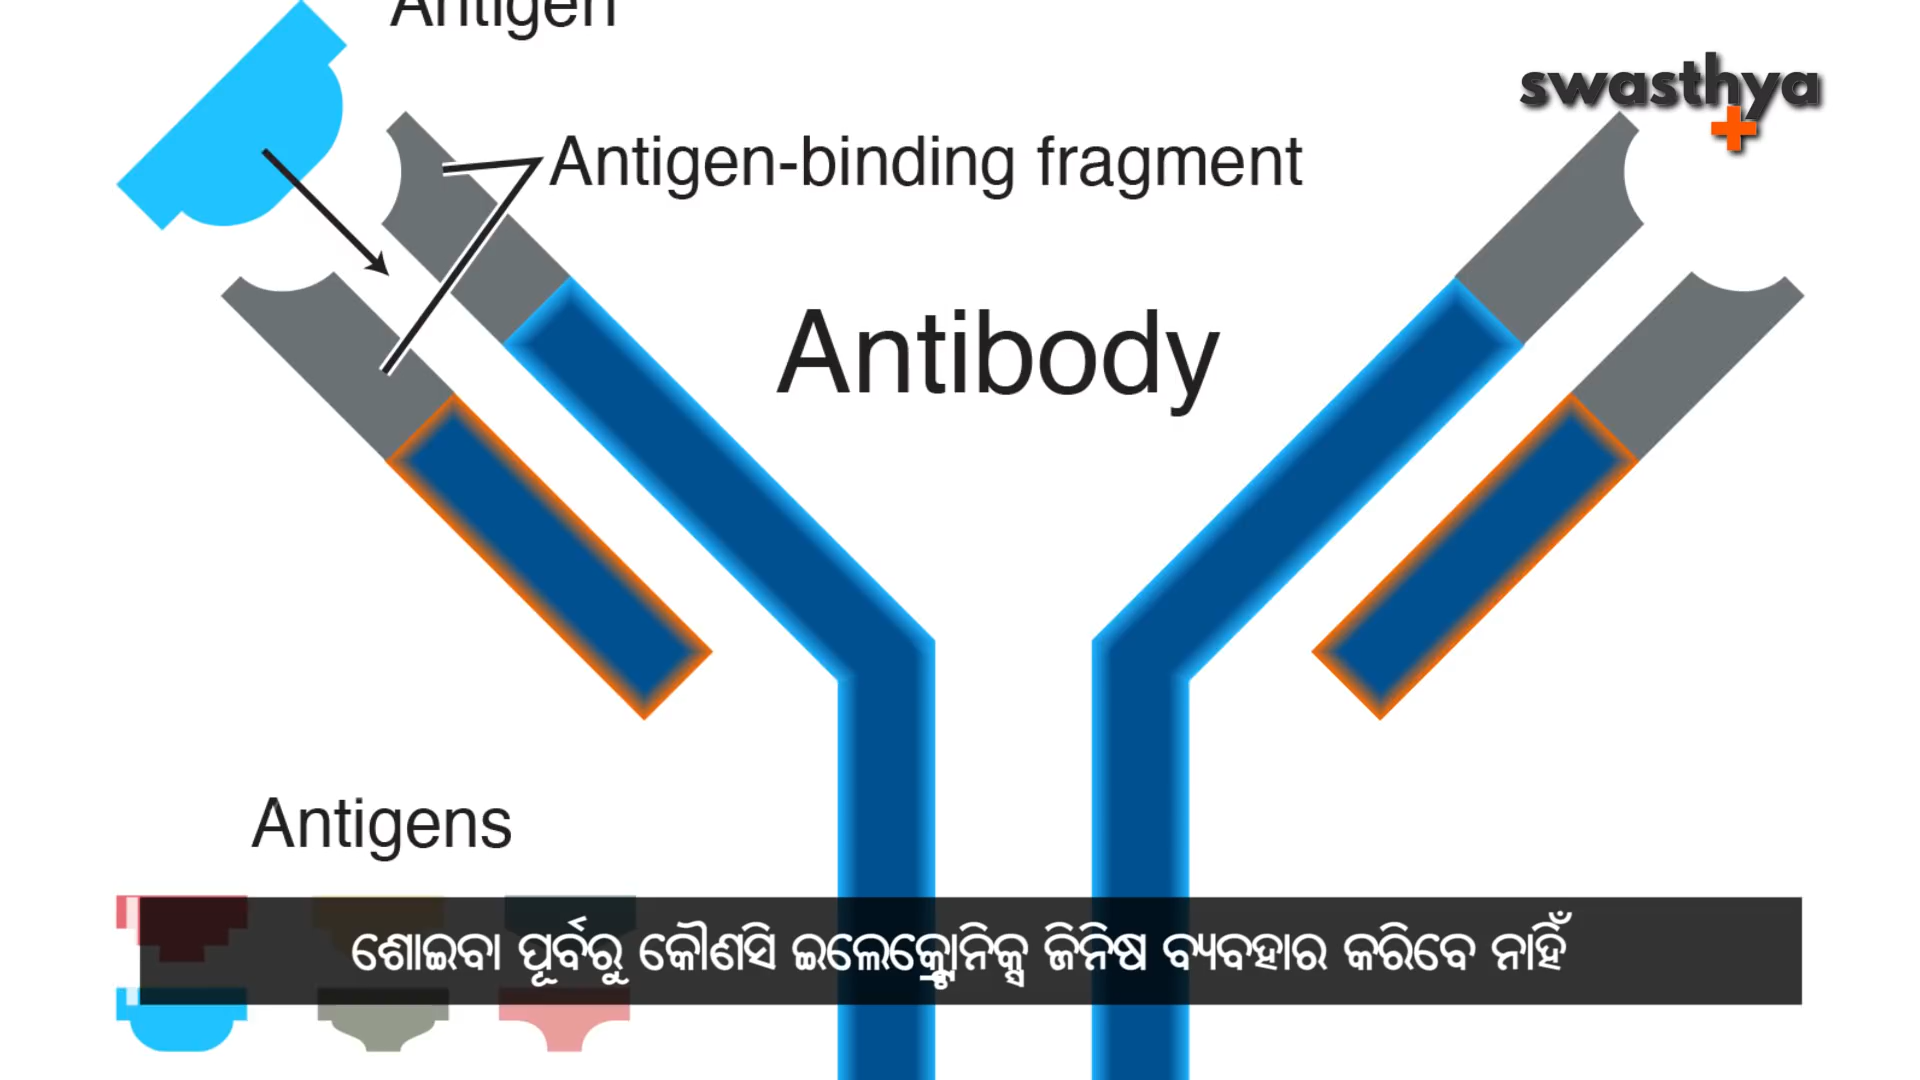 Antigen
swasthya
Antigen-binding fragment
Antibody
Antigens
ଶୋଇବା ପୂର୍ବରୁ କୌଣସି ଇଲେକ୍ଟ୍ରୋନିକ୍ସ ଜିନିଷ ବ୍ୟବହାର କରିବେ ନାହିଁ